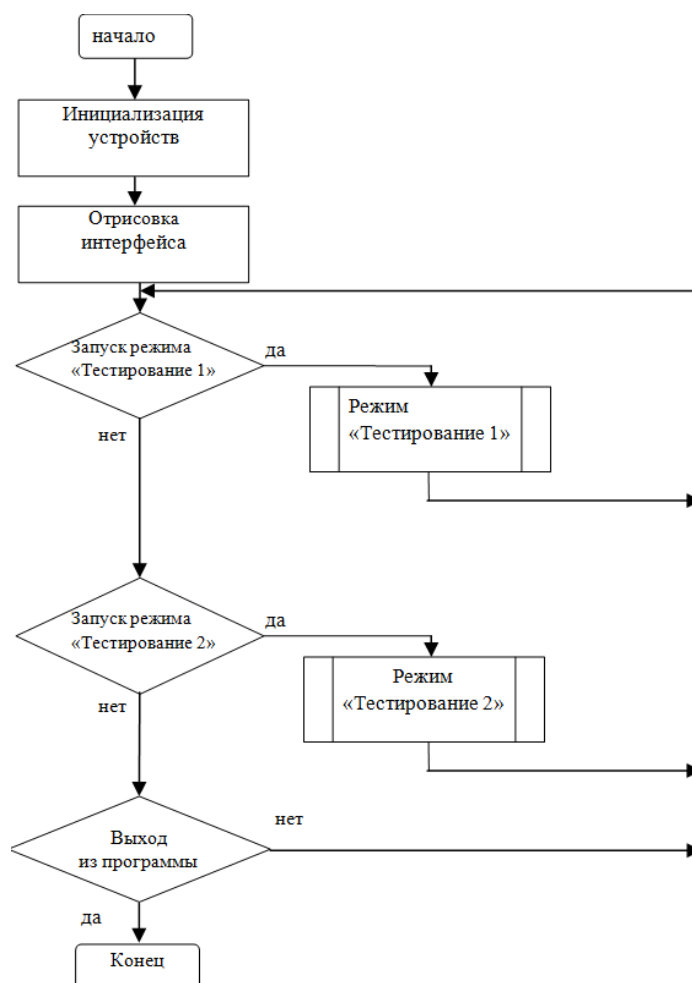 начало
Инициализация
устройств
Отрисовка
интерфейса
Запуск режима
«Тестирование 1»
да
Режим
«Тестирование 1»
нет
Запуск режима
«Тестирование 2»
да
Режим
«Тестирование 2»
нет
Выход
из программы
нет
да
Конец